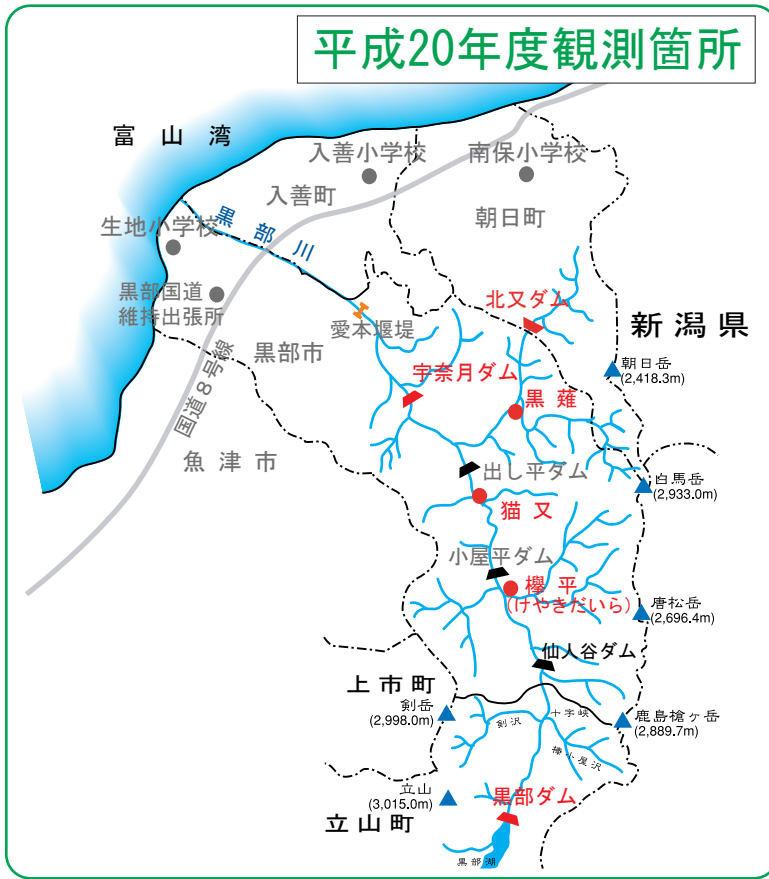 平成20年度観測箇所
富山湾
入善小学校
南保小学校
入善町
朝日町
生地小学校
黒部川
黒部国道
維持出張所
北又ダム
新潟県
愛本堰堤
黒部市
国道8号線
宇奈月ダム
朝日岳
(2,418.3m)
黒薙
魚津市
出し平ダム
白馬岳
(2,933.0m)
猫又
小屋平ダム
欅平
(けやきだいら)
唐松岳
(2,696.4m)
仙人谷ダム
上市町
剣岳
(2,998.0m)
剣沢
十字峡
鹿島槍ヶ岳
(2,889.7m)
棒小屋沢
立山
(3,015.0m)
黒部ダム
立山町
黒部湖